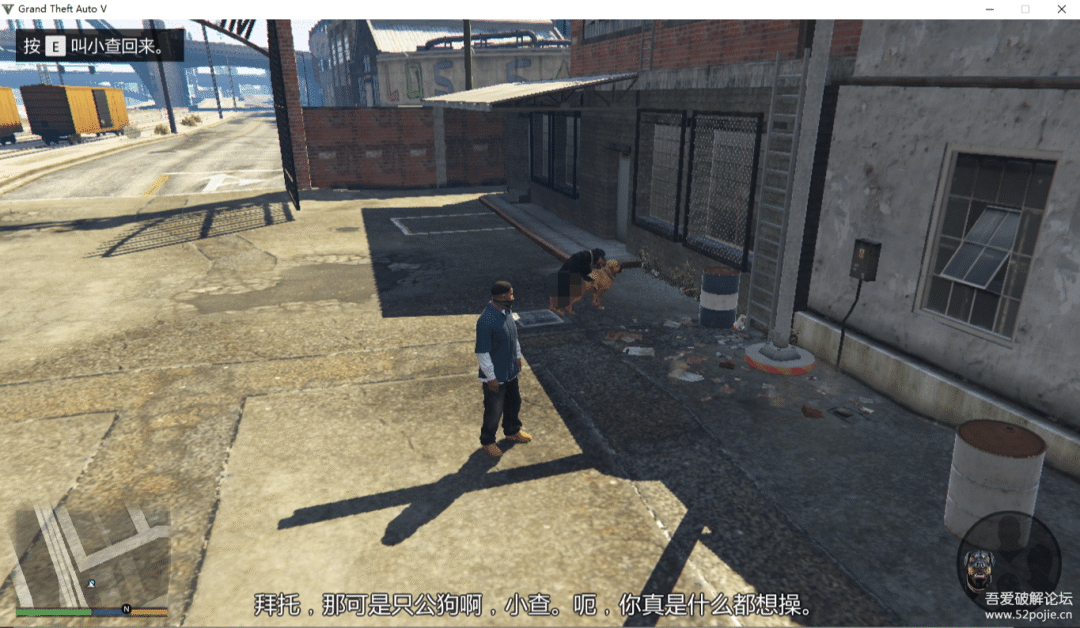 Grand Theft Auto V
按 E 叫小查回来。
N
拜托，那可是只公狗啊，小查。呃，你真是什么都想操。
吾爱破解论坛
www.52pojie.cn